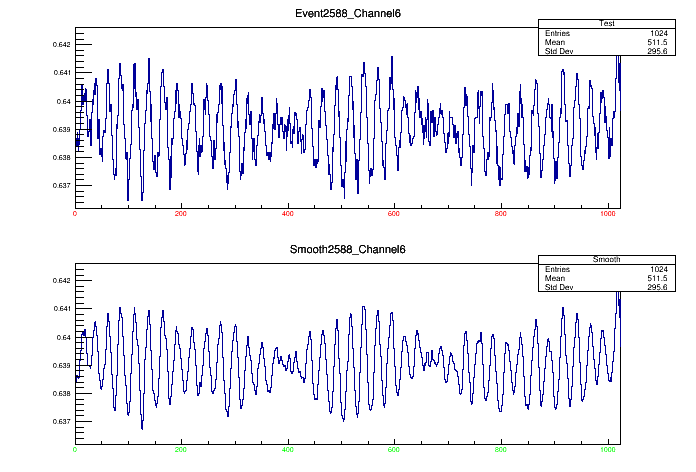 Event2588_Channel6
Test
Entries 1024
Mean 511.5
Std Dev 295.6
0.642
0.641
0.64
0.639
0.638
0.637
0 200 400 600 800 1000
Smooth2588_Channel6
Smooth
Entries 1024
Mean 511.5
Std Dev 295.6
0.642
0.641
0.64
0.639
0.638
0.637
0 200 400 600 800 1000